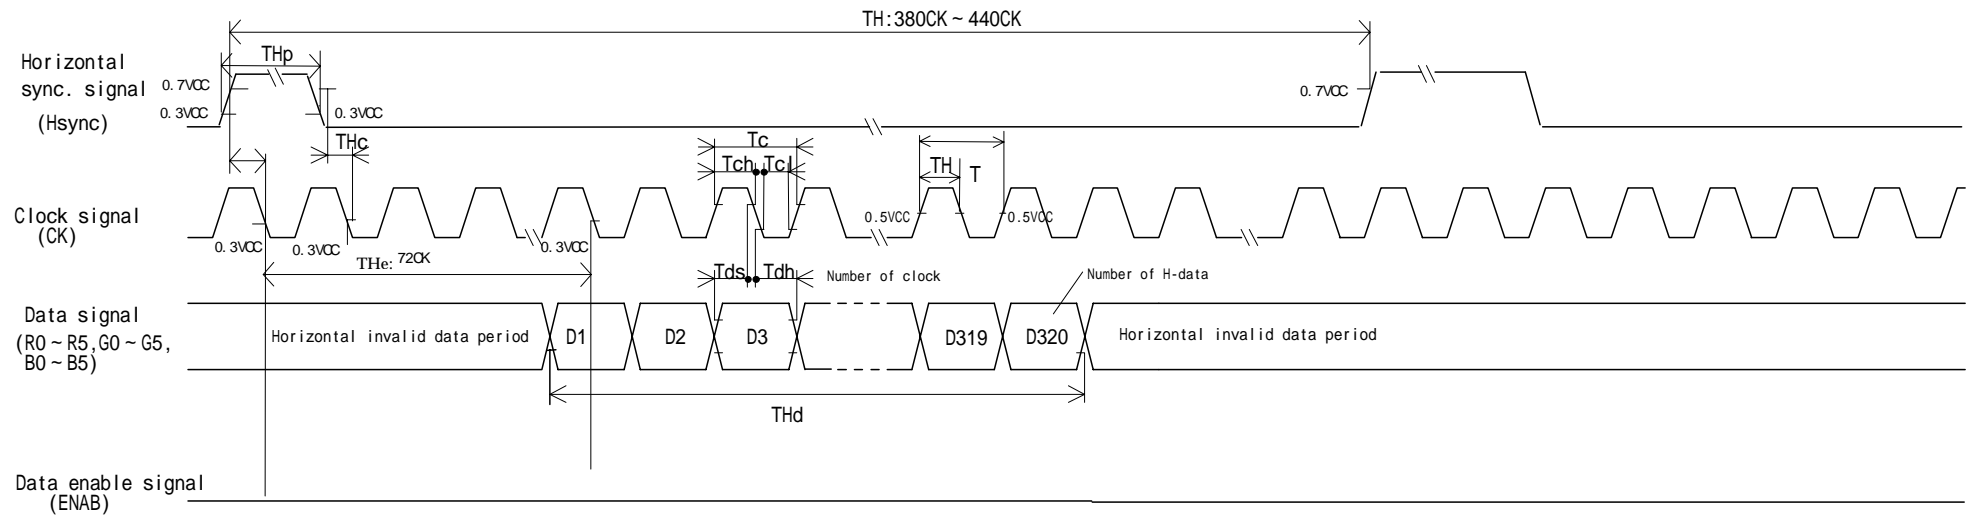 TH:380CK ~ 440CK
THp
Horizontal
sync. signal
(Hsync)
0.7VCC
0.3VCC
0.3VCC
0.7VCC
THc
Tc
Tch
Tcl
TH
T
Clock signal
(CK)
0.3VCC
0.3VCC
0.3VCC
0.5VCC
0.5VCC
THe: 72CK
Tds
Tdh
Number of clock
Number of H-data
Data signal
(R0 ~ R5,G0 ~ G5,
B0 ~ B5)
Horizontal invalid data period
D1
D2
D3
D319
D320
Horizontal invalid data period
THd
Data enable signal
(ENAB)